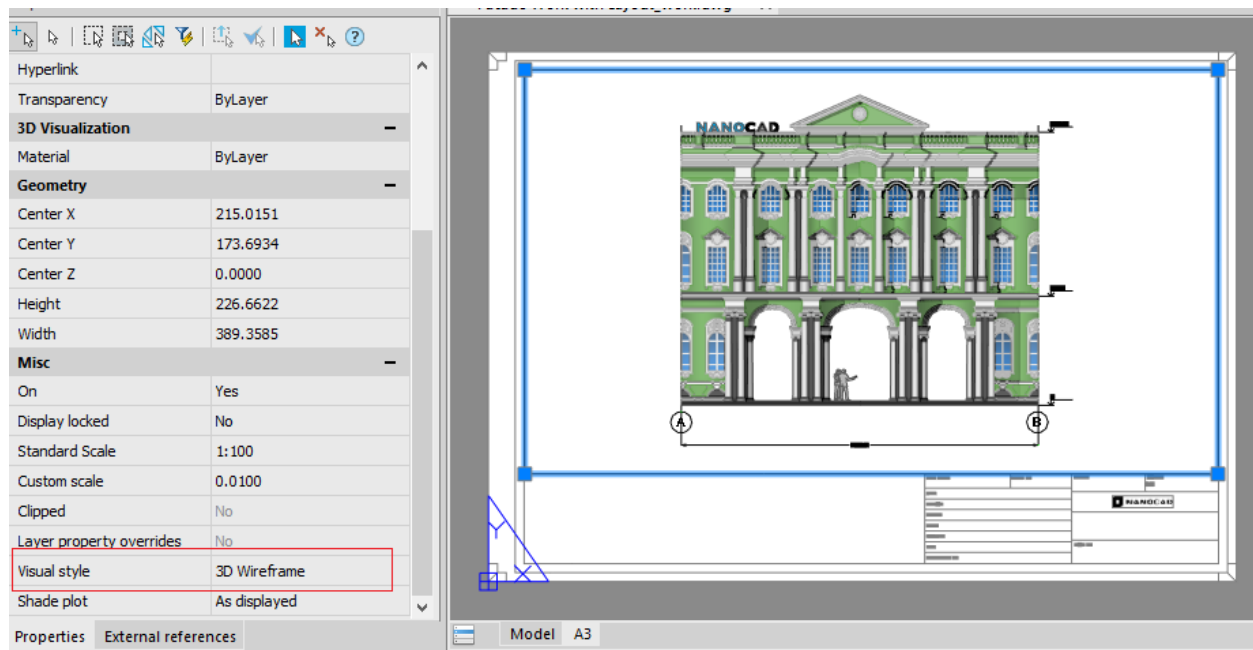 Hyperlink
Transparency ByLayer
3D Visualization
Material ByLayer
Geometry
Center X 215.0151
Center Y 173.6934
Center Z 0.0000
Height 226.6622
Width 389.3585
Misc
On Yes
Display locked No
Standard Scale 1:100
Custom scale 0.0100
Clipped No
Layer property overrides No
Visual style 3D Wireframe
Shade plot As displayed
Properties External references
NANOCAD
A B
NANOCAD
Y
X
Model A3